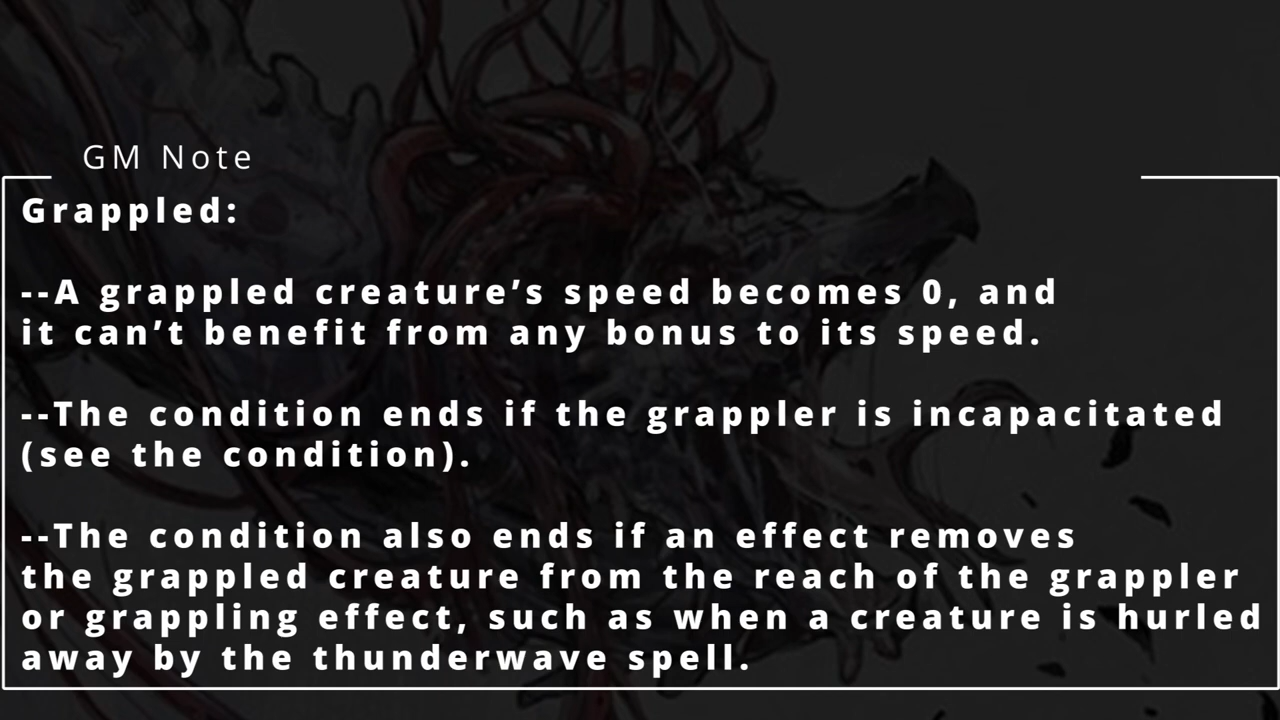 GM Note
Grappled:
--A grappled creature’s speed becomes 0, and
it can’t benefit from any bonus to its speed.
--The condition ends if the grappler is incapacitated
(see the condition).
--The condition also ends if an effect removes
the grappled creature from the reach of the grappler
or grappling effect, such as when a creature is hurled
away by the thunderwave spell.